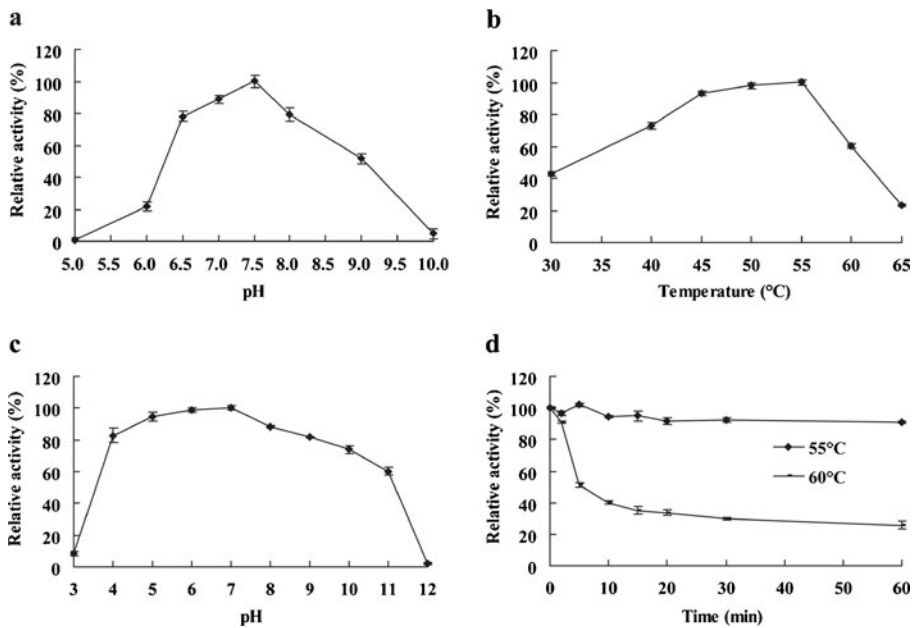 a
Relative activity (%)
120
100
80
60
40
20
0
5.0 5.5 6.0 6.5 7.0 7.5 8.0 8.5 9.0 9.5 10.0
pH
b
Relative activity (%)
120
100
80
60
40
20
0
30 35 40 45 50 55 60 65
Temperature (°C)
c
Relative activity (%)
120
100
80
60
40
20
0
3 4 5 6 7 8 9 10 11 12
pH
d
Relative activity (%)
120
100
80
60
40
20
0
55°C
60°C
0 10 20 30 40 50 60
Time (min)